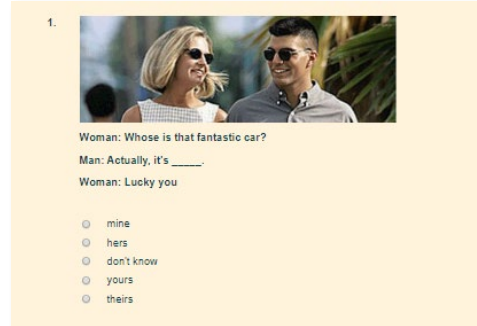 1.
Woman: Whose is that fantastic car?
Man: Actually, it's _____.
Woman: Lucky you
mine
hers
don't know
yours
theirs